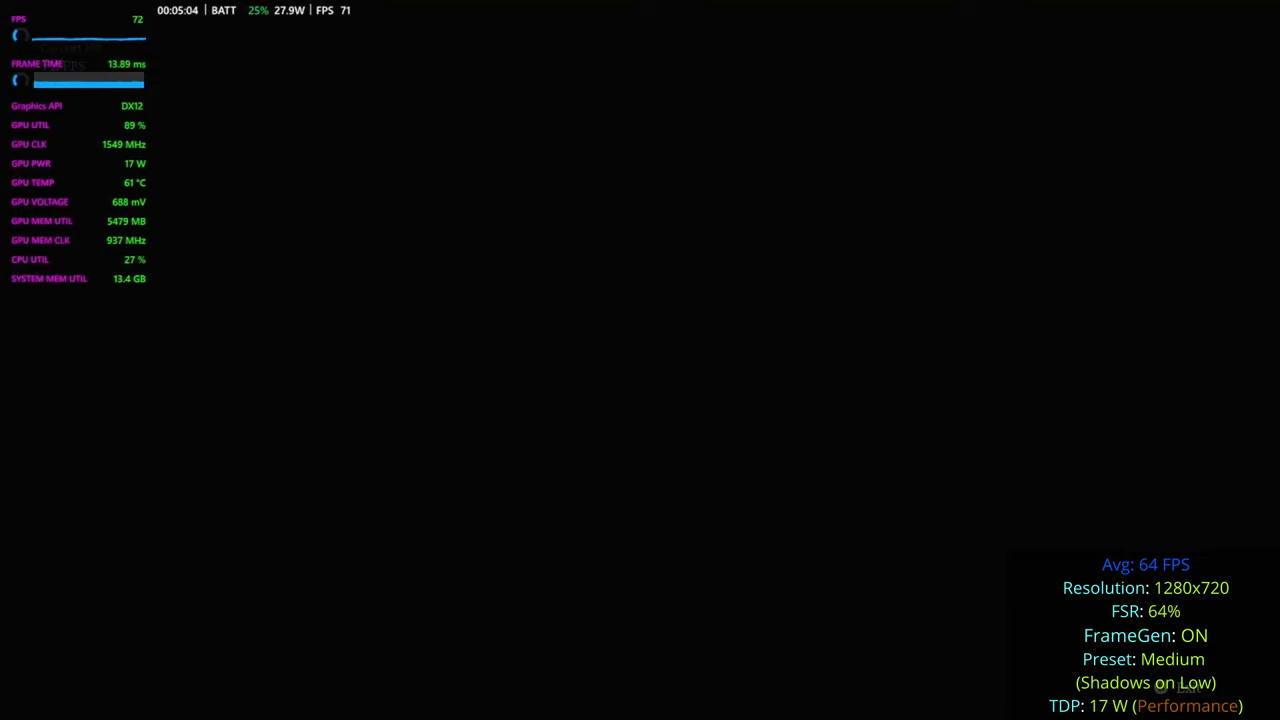 00:05:04 | BATT 25% 27.9W | FPS 71
FPS 72
FRAME TIME 13.89 ms
Graphics API DX12
GPU UTIL 89 %
GPU CLK 1549 MHz
GPU PWR 17 W
GPU TEMP 61 °C
GPU VOLTAGE 688 mV
GPU MEM UTIL 5479 MB
GPU MEM CLK 937 MHz
CPU UTIL 27 %
SYSTEM MEM UTIL 13.4 GB
Avg: 64 FPS
Resolution: 1280x720
FSR: 64%
FrameGen: ON
Preset: Medium
(Shadows on Low)
TDP: 17 W (Performance)